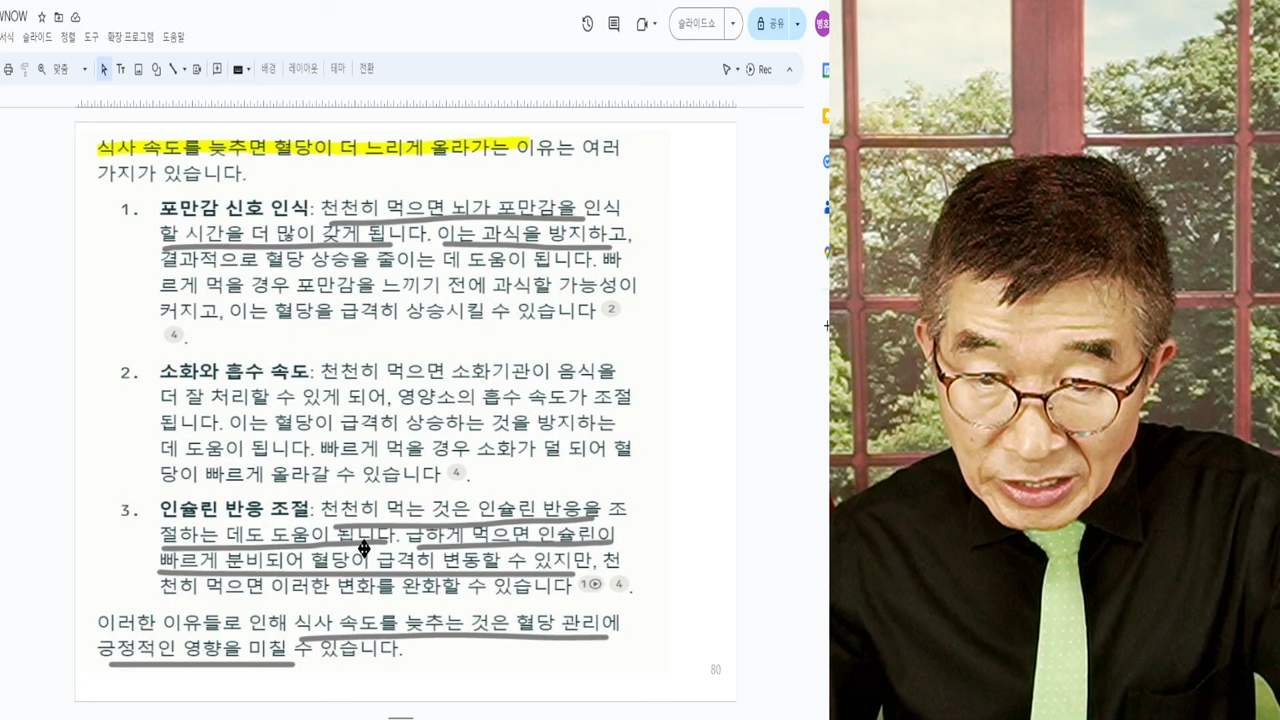 WNOW
서식 슬라이드 정렬 도구 확장 프로그램 도움말
슬라이드쇼
공유
병호
맞춤
배경 레이아웃 테마 전환
Rec
식사 속도를 늦추면 혈당이 더 느리게 올라가는 이유는 여러
가지가 있습니다.
1. 포만감 신호 인식: 천천히 먹으면 뇌가 포만감을 인식
할 시간을 더 많이 갖게 됩니다. 이는 과식을 방지하고,
결과적으로 혈당 상승을 줄이는 데 도움이 됩니다. 빠
르게 먹을 경우 포만감을 느끼기 전에 과식할 가능성이
커지고, 이는 혈당을 급격히 상승시킬 수 있습니다 2
4 .
2. 소화와 흡수 속도: 천천히 먹으면 소화기관이 음식을
더 잘 처리할 수 있게 되어, 영양소의 흡수 속도가 조절
됩니다. 이는 혈당이 급격히 상승하는 것을 방지하는
데 도움이 됩니다. 빠르게 먹을 경우 소화가 덜 되어 혈
당이 빠르게 올라갈 수 있습니다 4 .
3. 인슐린 반응 조절: 천천히 먹는 것은 인슐린 반응을 조
절하는 데도 도움이 됩니다. 급하게 먹으면 인슐린이
빠르게 분비되어 혈당이 급격히 변동할 수 있지만, 천
천히 먹으면 이러한 변화를 완화할 수 있습니다 1 4 .
이러한 이유들로 인해 식사 속도를 늦추는 것은 혈당 관리에
긍정적인 영향을 미칠 수 있습니다.
80